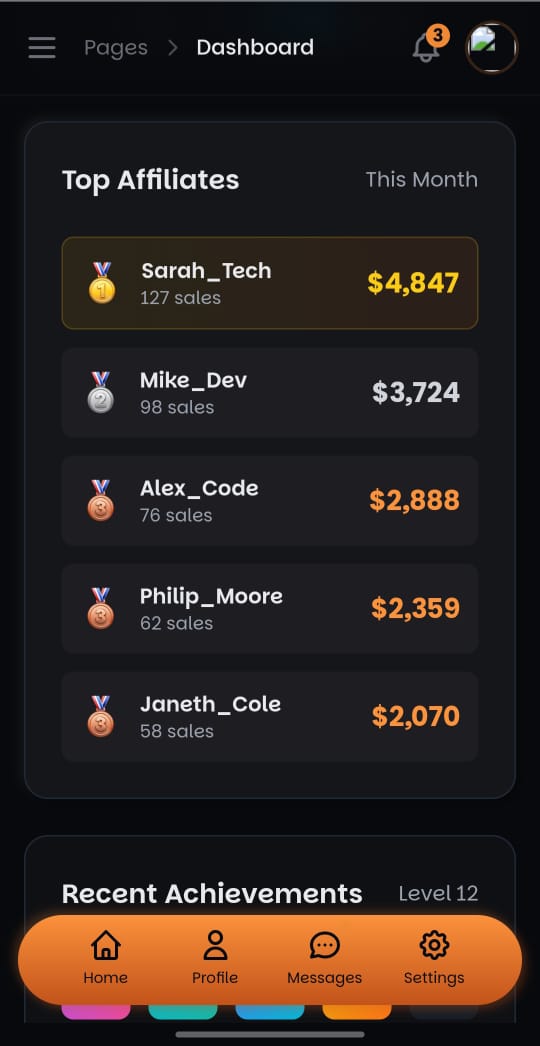 Pages > Dashboard
3
Top Affiliates
This Month
1
Sarah_Tech
127 sales
$4,847
2
Mike_Dev
98 sales
$3,724
3
Alex_Code
76 sales
$2,888
3
Philip_Moore
62 sales
$2,359
3
Janeth_Cole
58 sales
$2,070
Recent Achievements
Level 12
Home
Profile
Messages
Settings